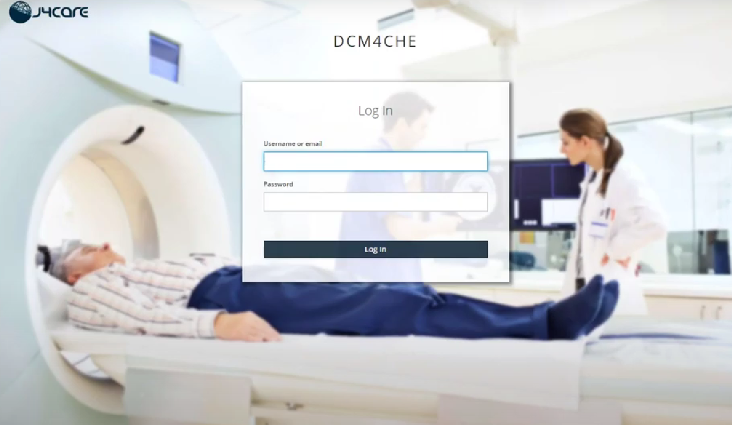 J4CARE
DCM4CHE
Log In
Username or email
Password
Log In